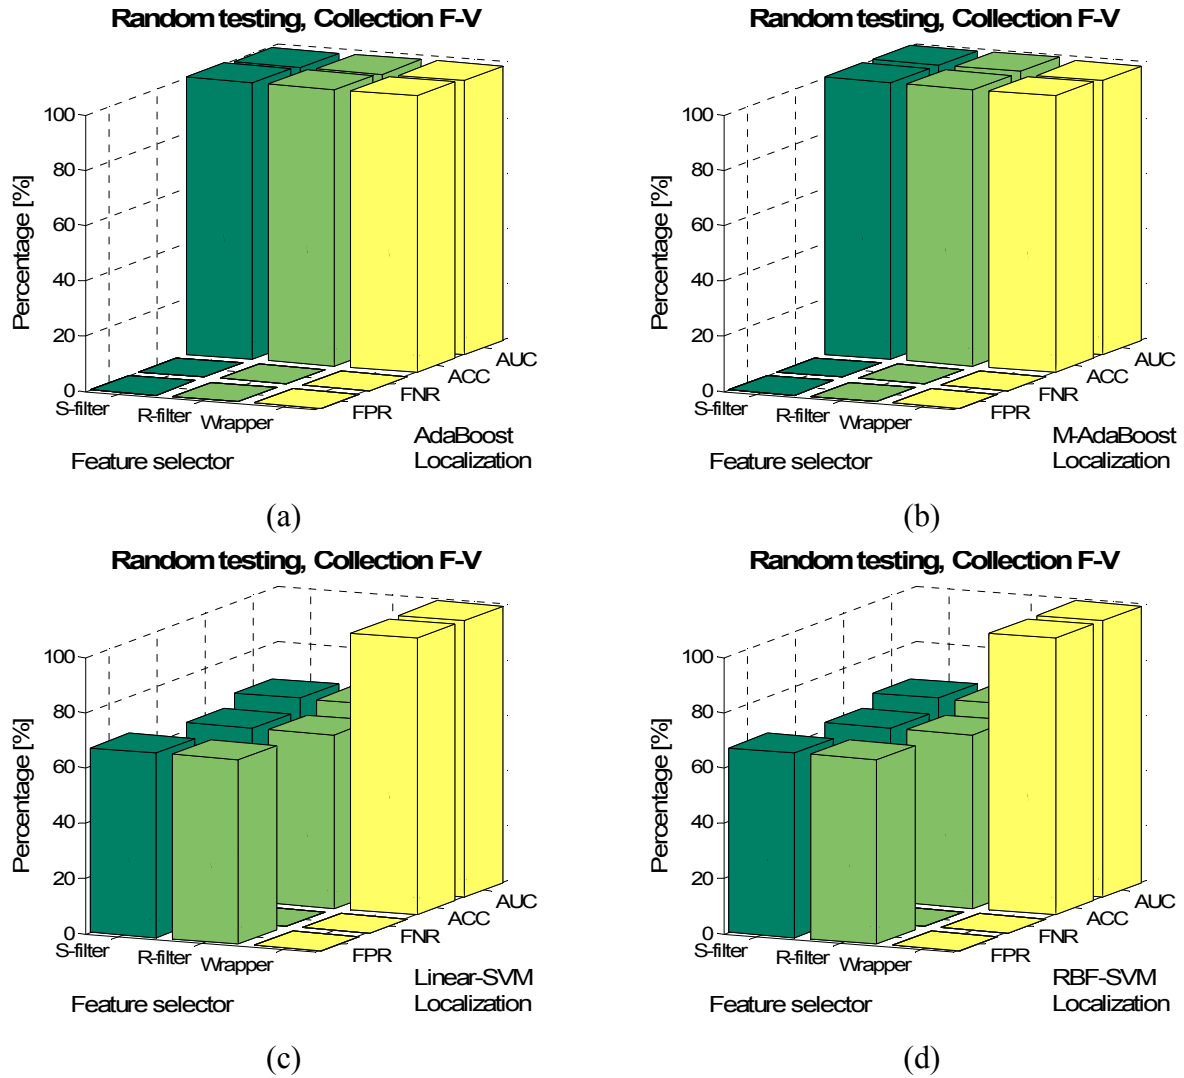 Random testing, Collection F-V
Percentage [%]
100
80
60
40
20
0
S-filter
R-filter
Wrapper
FPR
FNR
ACC
AUC
Feature selector
AdaBoost
Localization
(a)
Random testing, Collection F-V
Percentage [%]
100
80
60
40
20
0
S-filter
R-filter
Wrapper
FPR
FNR
ACC
AUC
Feature selector
M-AdaBoost
Localization
(b)
Random testing, Collection F-V
Percentage [%]
100
80
60
40
20
0
S-filter
R-filter
Wrapper
FPR
FNR
ACC
AUC
Feature selector
Linear-SVM
Localization
(c)
Random testing, Collection F-V
Percentage [%]
100
80
60
40
20
0
S-filter
R-filter
Wrapper
FPR
FNR
ACC
AUC
Feature selector
RBF-SVM
Localization
(d)